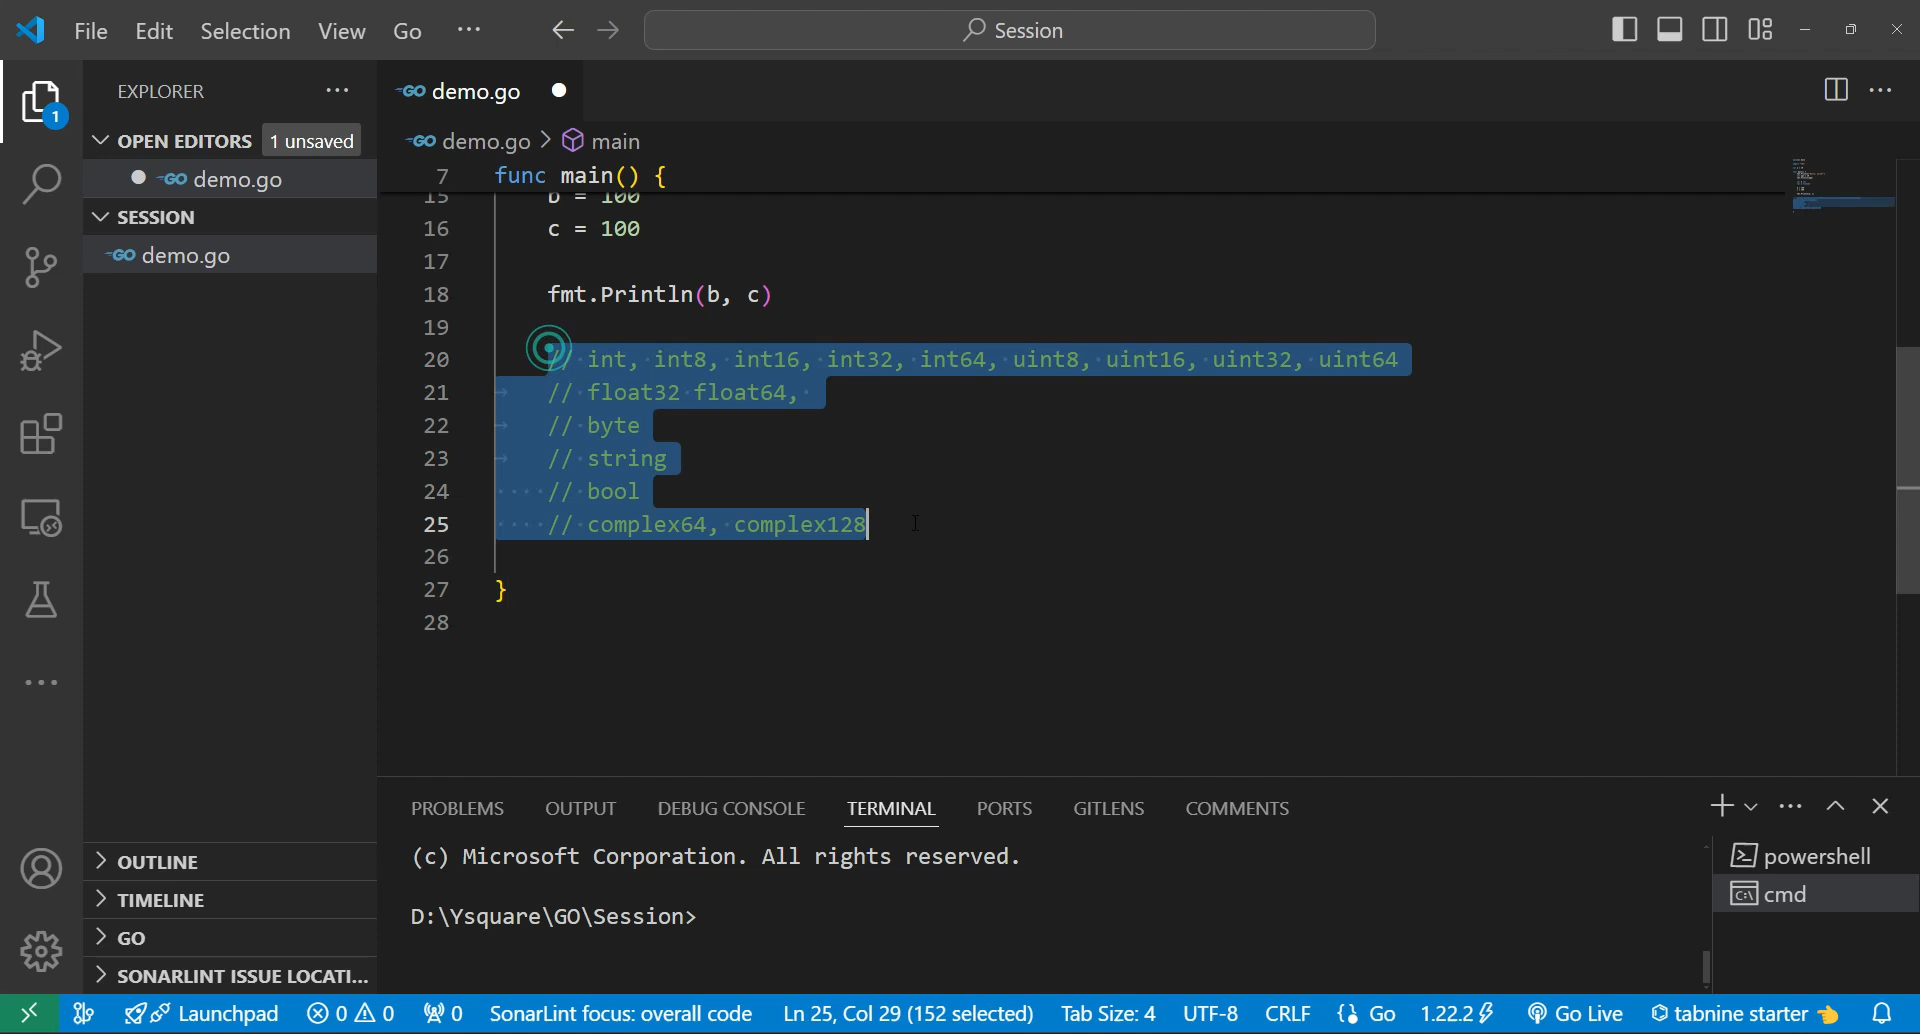 File Edit Selection View Go ··· Session
EXPLORER ···
OPEN EDITORS 1 unsaved
GO demo.go
SESSION
GO demo.go
1
GO demo.go
GO demo.go > main
7 func main() {
15 b = 100
16 c = 100
17
18 fmt.Println(b, c)
19
20 // int, int8, int16, int32, int64, uint8, uint16, uint32, uint64
21 // float32 float64,
22 // byte
23 // string
24 // bool
25 // complex64, complex128
26
27 }
28
PROBLEMS OUTPUT DEBUG CONSOLE TERMINAL PORTS GITLENS COMMENTS
(c) Microsoft Corporation. All rights reserved.
D:\Ysquare\GO\Session>
powershell
cmd
OUTLINE
TIMELINE
GO
SONARLINT ISSUE LOCATI...
Launchpad 0 0 0 SonarLint focus: overall code Ln 25, Col 29 (152 selected) Tab Size: 4 UTF-8 CRLF {} Go 1.22.2 Go Live tabnine starter